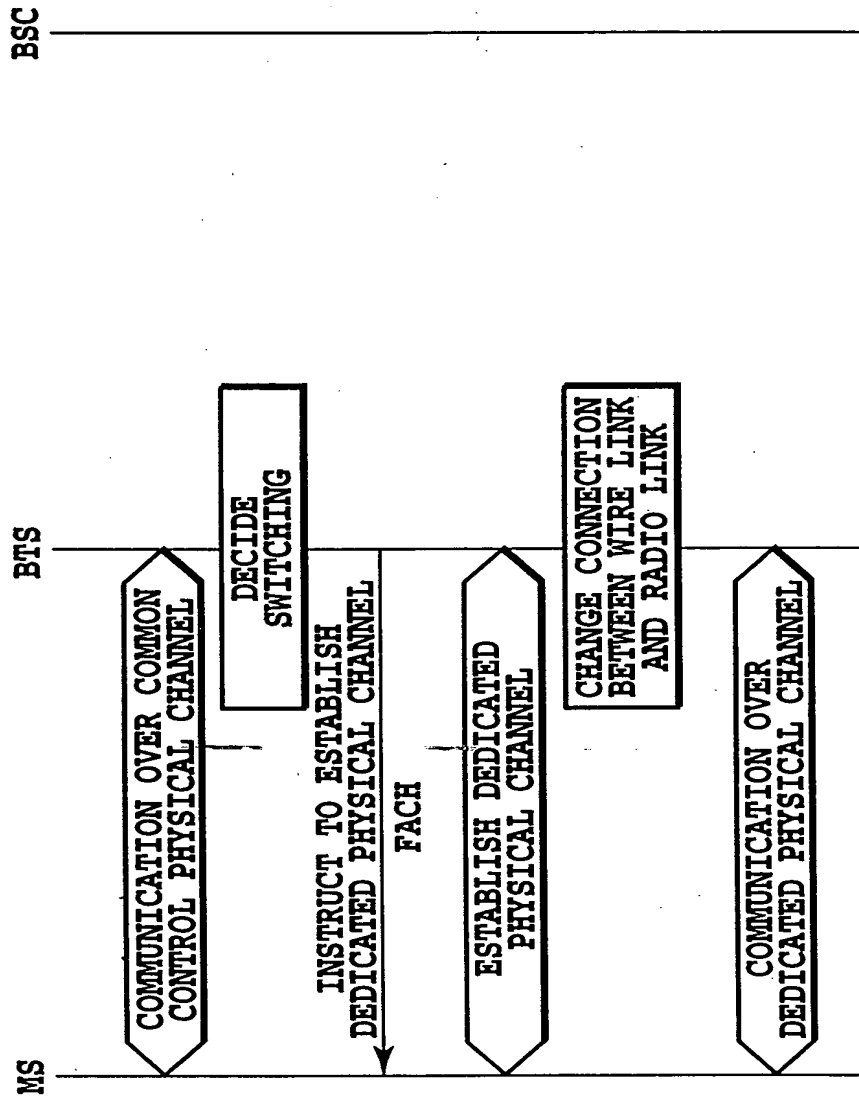 MS
BTS
BSC
COMMUNICATION OVER COMMON
CONTROL PHYSICAL CHANNEL
DECIDE
SWITCHING
INSTRUCT TO ESTABLISH
DEDICATED PHYSICAL CHANNEL
FACH
ESTABLISH DEDICATED
PHYSICAL CHANNEL
CHANGE CONNECTION
BETWEEN WIRE LINK
AND RADIO LINK
COMMUNICATION OVER
DEDICATED PHYSICAL CHANNEL